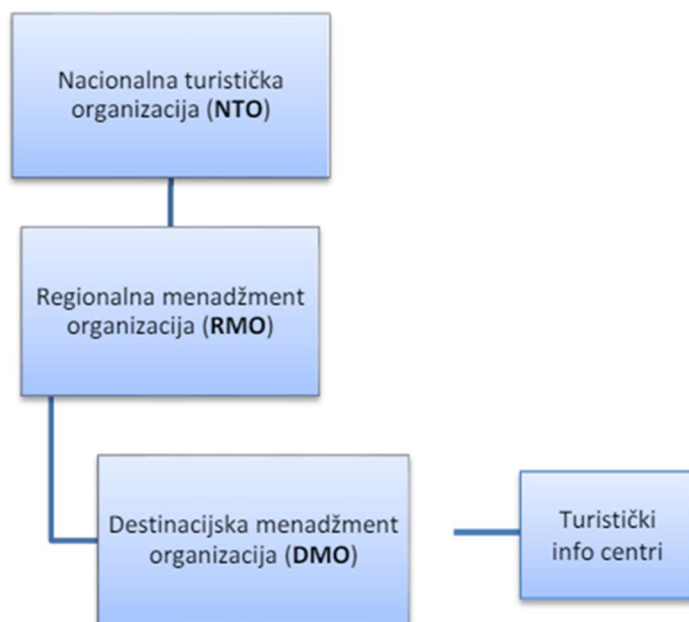 Nacionalna turistička
organizacija (NTO)
Regionalna menadžment
organizacija (RMO)
Destinacijska menadžment
organizacija (DMO)
Turistički
info centri